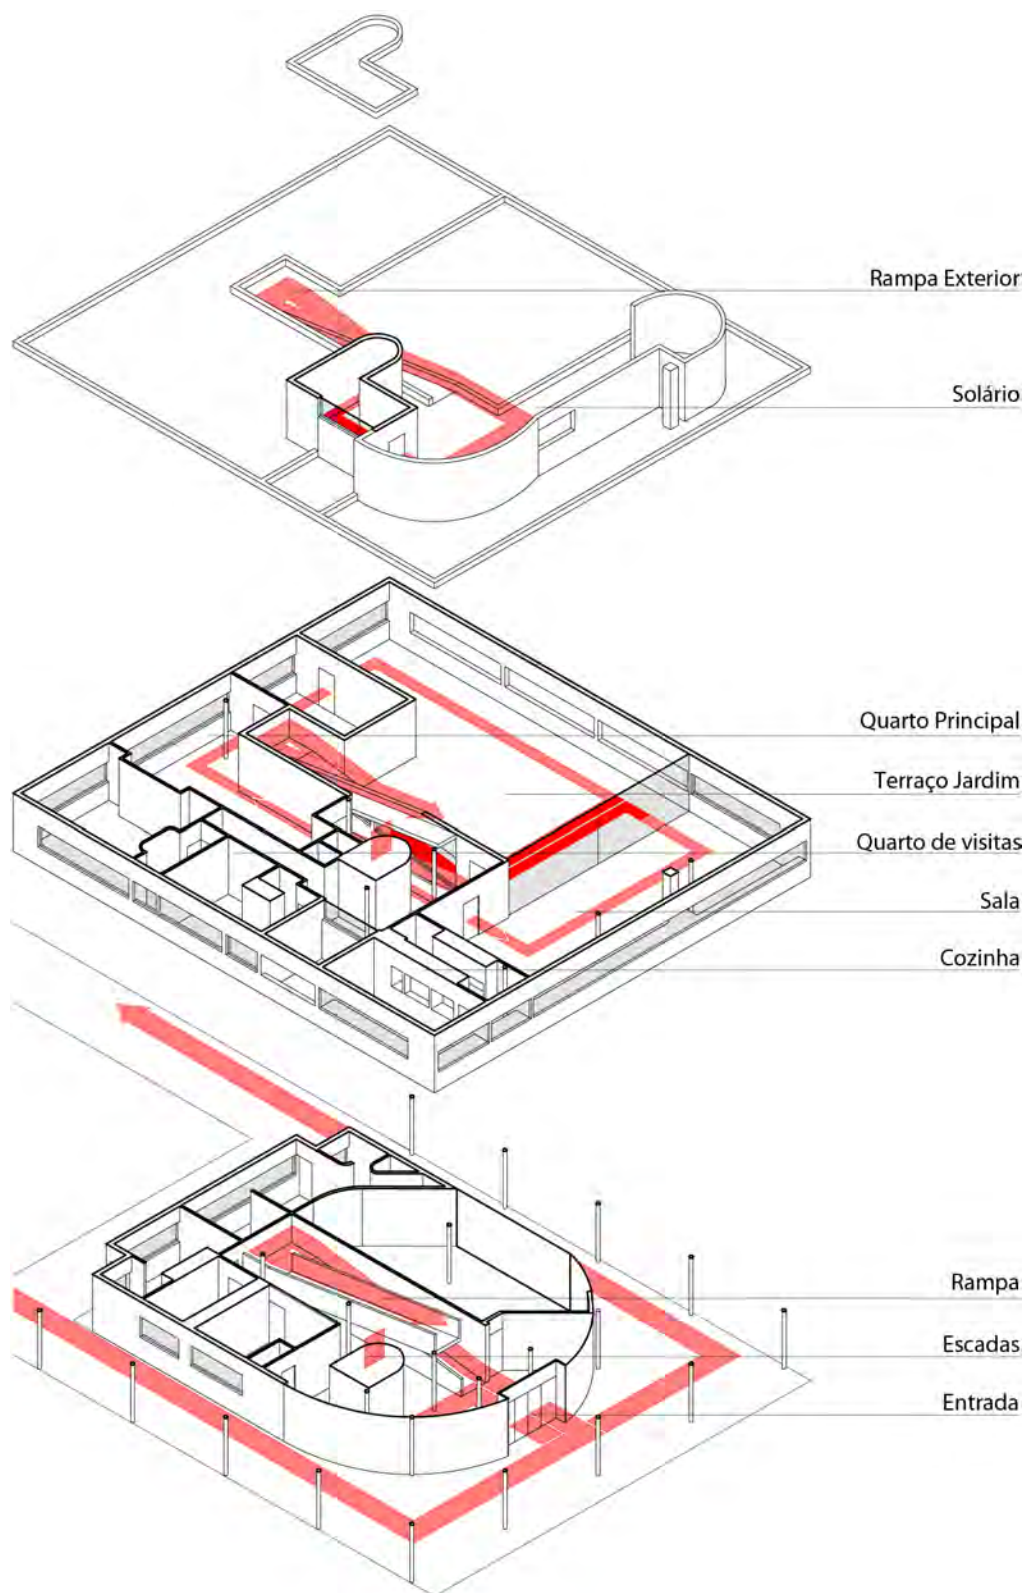 Rampa Exterior
Solário
Quarto Principal
Terraço Jardim
Quarto de visitas
Sala
Cozinha
Rampa
Escadas
Entrada